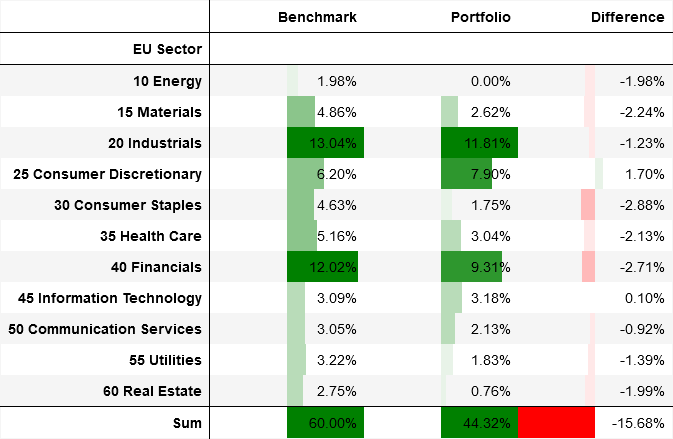 Benchmark Portfolio Difference
EU Sector
10 Energy 1.98% 0.00% -1.98%
15 Materials 4.86% 2.62% -2.24%
20 Industrials 13.04% 11.81% -1.23%
25 Consumer Discretionary 6.20% 7.90% 1.70%
30 Consumer Staples 4.63% 1.75% -2.88%
35 Health Care 5.16% 3.04% -2.13%
40 Financials 12.02% 9.31% -2.71%
45 Information Technology 3.09% 3.18% 0.10%
50 Communication Services 3.05% 2.13% -0.92%
55 Utilities 3.22% 1.83% -1.39%
60 Real Estate 2.75% 0.76% -1.99%
Sum 60.00% 44.32% -15.68%